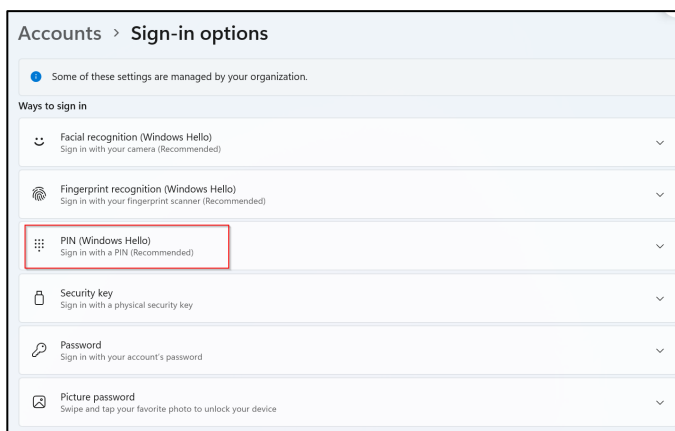 Accounts > Sign-in options
Some of these settings are managed by your organization.
Ways to sign in
Facial recognition (Windows Hello)
Sign in with your camera (Recommended)
Fingerprint recognition (Windows Hello)
Sign in with your fingerprint scanner (Recommended)
PIN (Windows Hello)
Sign in with a PIN (Recommended)
Security key
Sign in with a physical security key
Password
Sign in with your account's password
Picture password
Swipe and tap your favorite photo to unlock your device